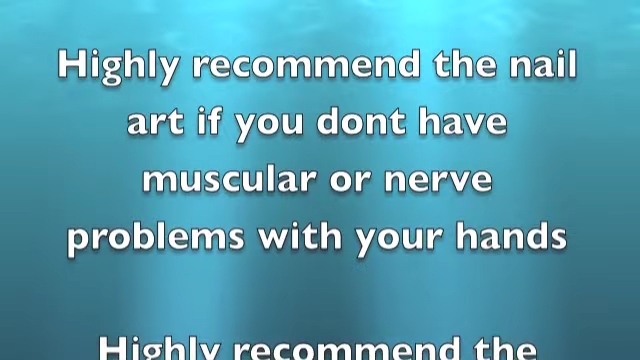 Highly recommend the nail
art if you dont have
muscular or nerve
problems with your hands
Highly recommend the